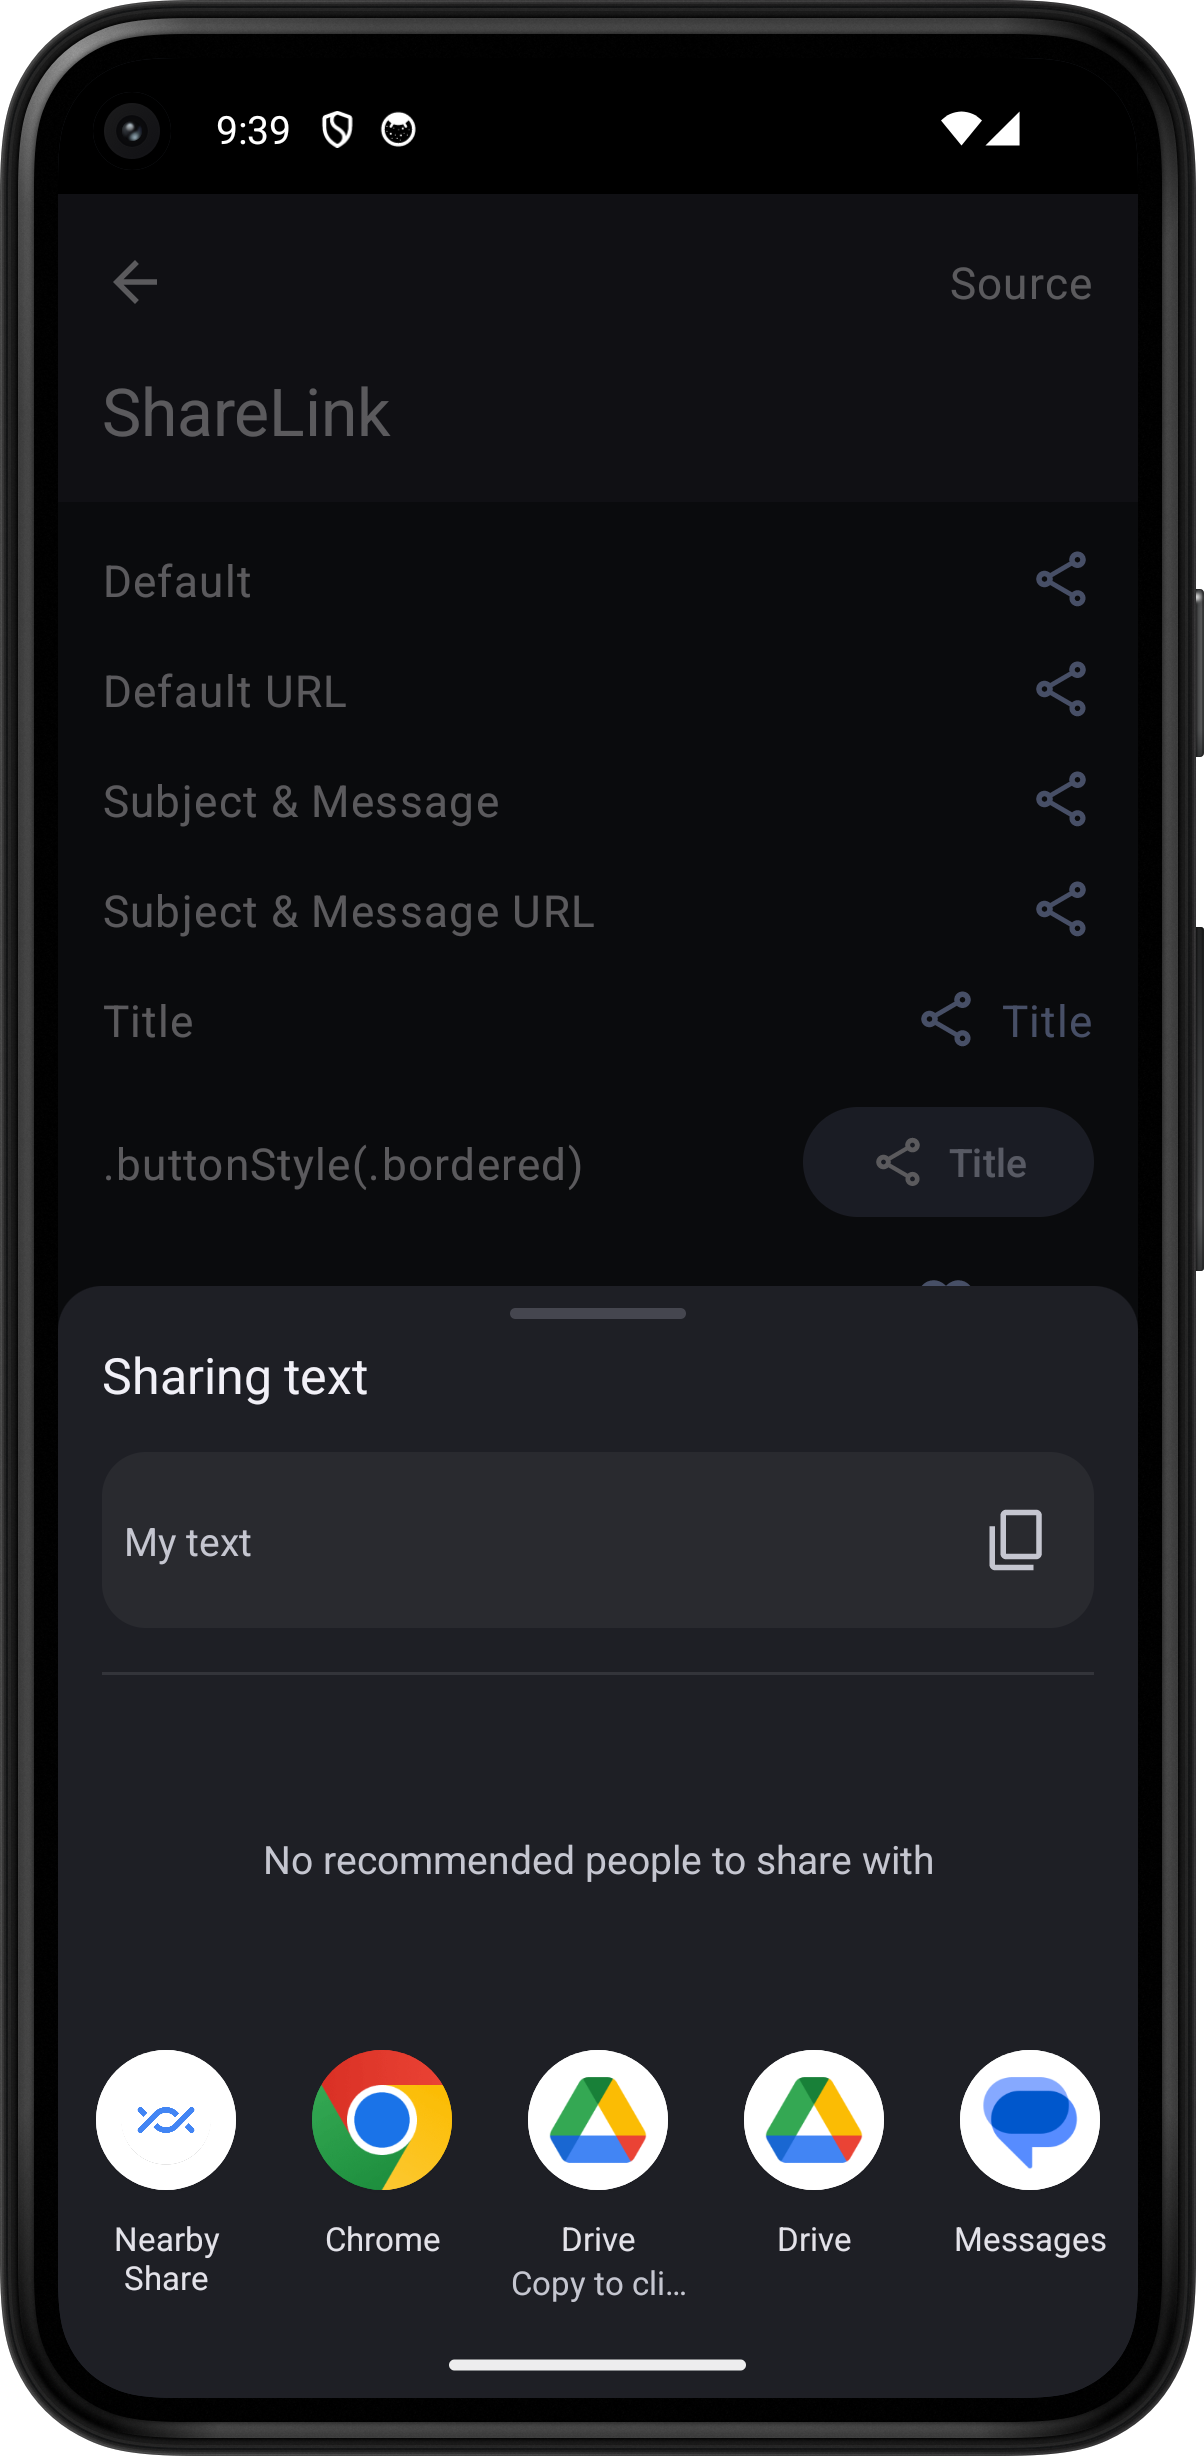 9:39
Source
ShareLink
Default
Default URL
Subject & Message
Subject & Message URL
Title
Title
.buttonStyle(.bordered)
Title
Sharing text
My text
No recommended people to share with
Nearby
Share
Chrome
Drive
Copy to cli...
Drive
Messages